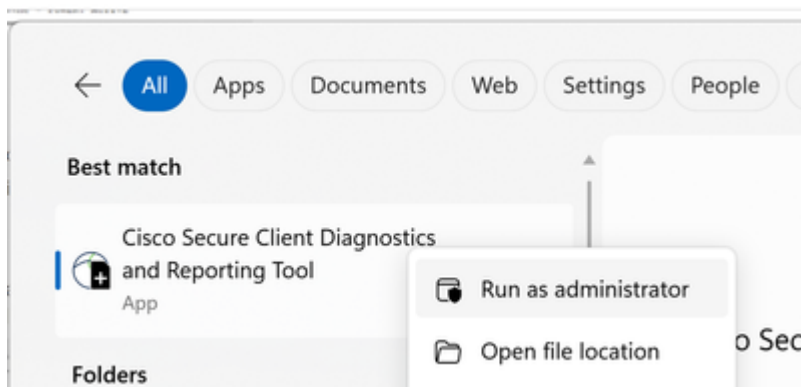 All Apps Documents Web Settings People
Best match
Cisco Secure Client Diagnostics
and Reporting Tool
App
Run as administrator
Open file location
Folders